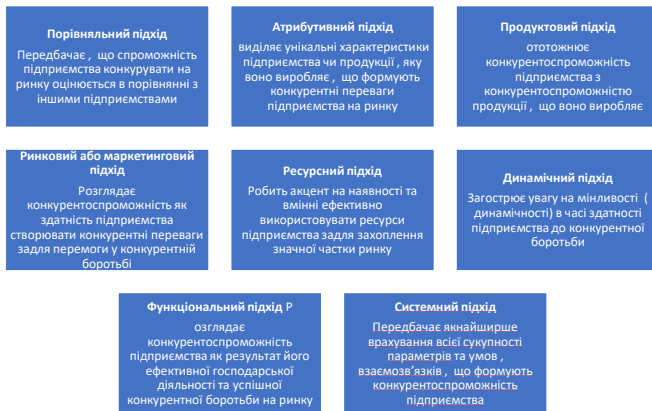 Порівняльний підхід
Передбачає , що спроможність
підприємства конкурувати на
ринку оцінюється в порівнянні з
іншими підприємствами
Атрибутивний підхід
виділяє унікальні характеристики
підприємства чи продукції , яку
воно виробляє , що формують
конкурентні переваги
підприємства на ринку
Продуктовий підхід
ототожнює
конкурентоспроможність
підприємства з
конкурентоспроможністю
продукції , що воно виробляє
Ринковий або маркетинговий
підхід
Розглядає
конкурентоспроможність як
здатність підприємства
створювати конкурентні переваги
задля перемоги у конкурентній
боротьбі
Ресурсний підхід
Робить акцент на наявності та
вмінні ефективно
використовувати ресурси
підприємства задля захоплення
значної частки ринку
Динамічний підхід
Загострює увагу на мінливості (
динамічності) в часі здатності
підприємства до конкурентної
боротьби
Функціональний підхід Р
озглядає
конкурентоспроможність
підприємства як результат його
ефективної господарської
діяльності та успішної
конкурентної боротьби на ринку
Системний підхід
Передбачає якнайширше
врахування всієї сукупності
параметрів та умов ,
взаємозв’язків , що формують
конкурентоспроможність
підприємства